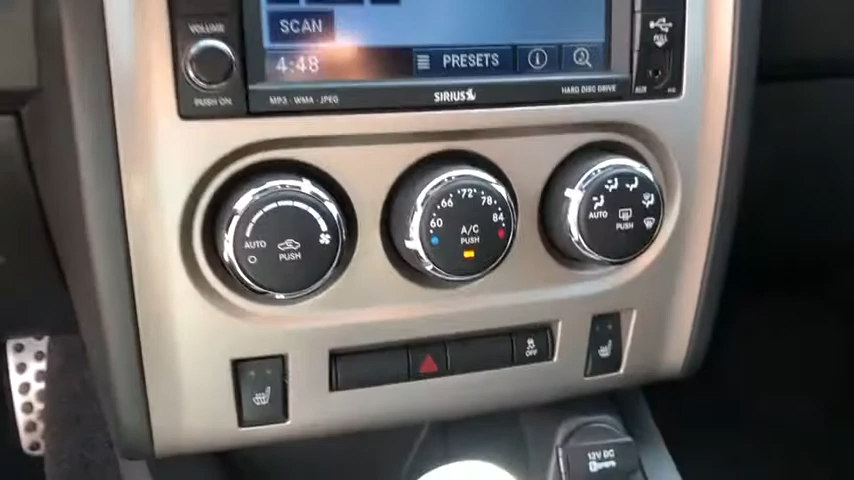 VOLUME
SCAN
PUSH ON
4:48
PRESETS
i
MP3 • WMA • JPEG
SIRIUS
HARD DISC DRIVE
PULL
AUX
AUTO
PUSH
60 66 72 78 84
A/C
PUSH
AUTO
PUSH
OFF
12V DC